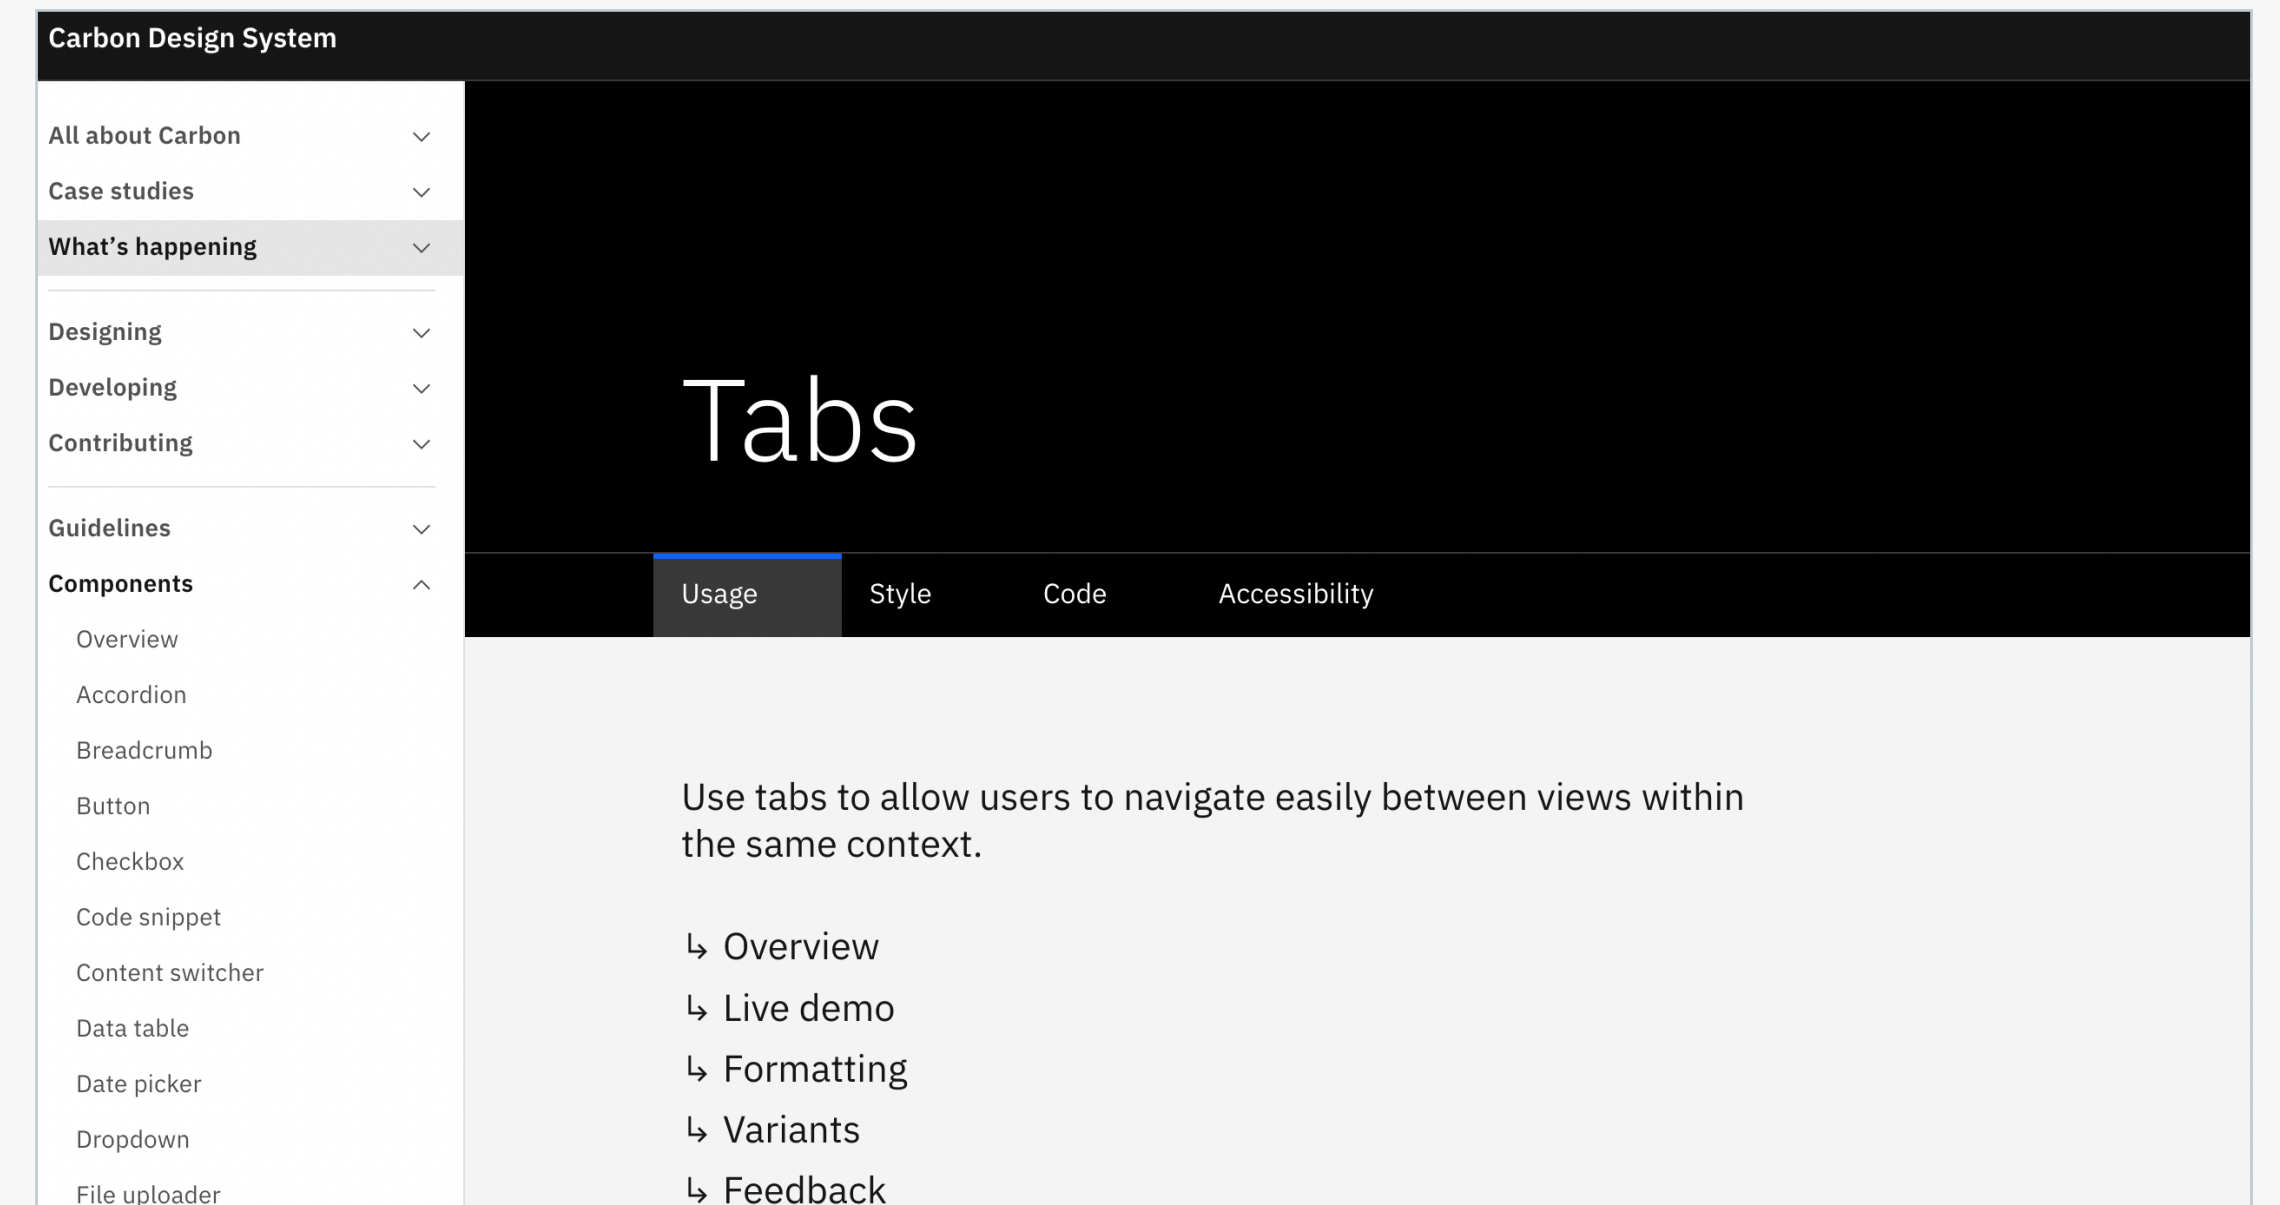 Carbon Design System
All about Carbon
Case studies
What’s happening
Designing
Developing
Contributing
Guidelines
Components
Overview
Accordion
Breadcrumb
Button
Checkbox
Code snippet
Content switcher
Data table
Date picker
Dropdown
File uploader
Tabs
Usage
Style
Code
Accessibility
Use tabs to allow users to navigate easily between views within
the same context.
↳ Overview
↳ Live demo
↳ Formatting
↳ Variants
↳ Feedback